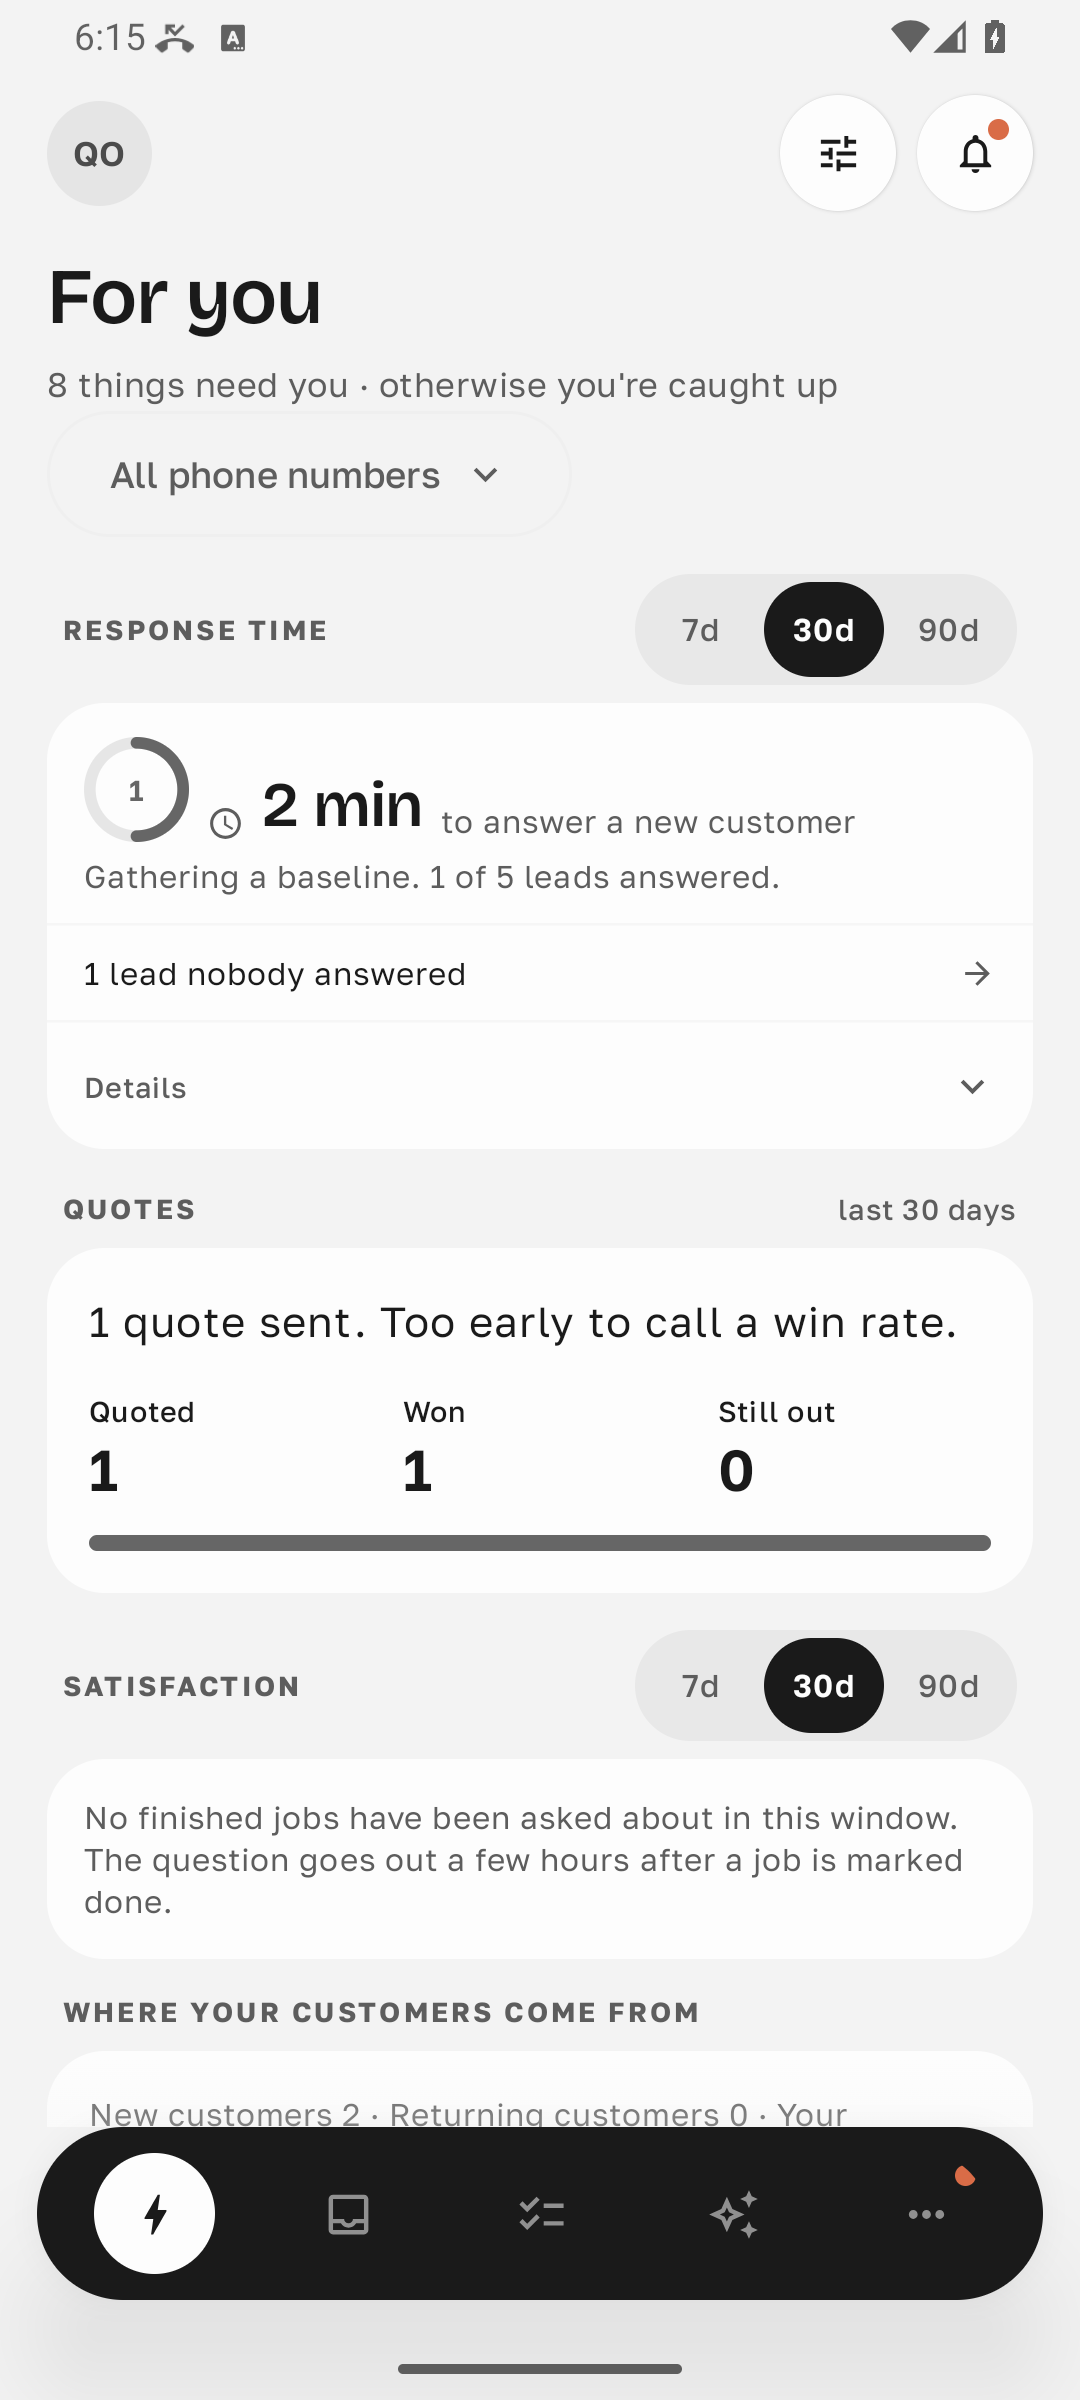 6:15
QO
For you
8 things need you · otherwise you're caught up
All phone numbers
RESPONSE TIME
7d 30d 90d
1
2 min to answer a new customer
Gathering a baseline. 1 of 5 leads answered.
1 lead nobody answered
Details
QUOTES last 30 days
1 quote sent. Too early to call a win rate.
Quoted Won Still out
1 1 0
SATISFACTION
7d 30d 90d
No finished jobs have been asked about in this window.
The question goes out a few hours after a job is marked
done.
WHERE YOUR CUSTOMERS COME FROM
New customers 2 · Returning customers 0 · Your